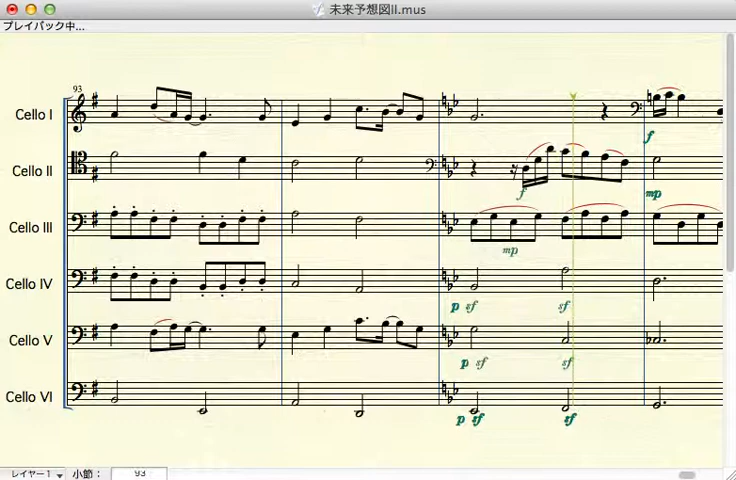 未来予想図II.mus
プレイバック中...
93
Cello I
f
Cello II
f
mp
Cello III
mp
Cello IV
p sf sf
Cello V
p sf sf
Cello VI
p sf sf
レイヤー1 小節： 93